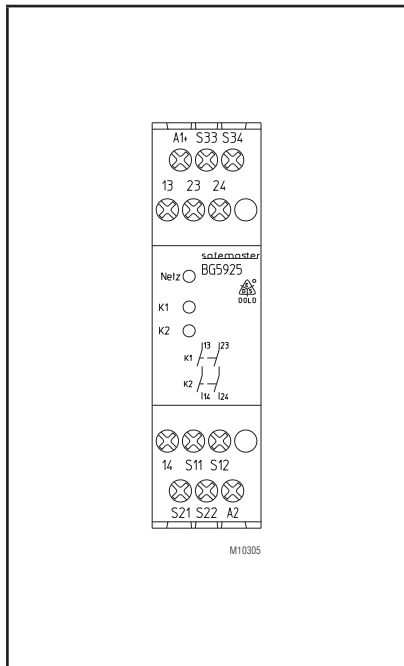 A1+ S33 S34
13 23 24
safemaster
BG5925
Netz
DOLD
K1
K2
13 23
K1
K2
14 24
14 S11 S12
S21 S22 A2
M10305